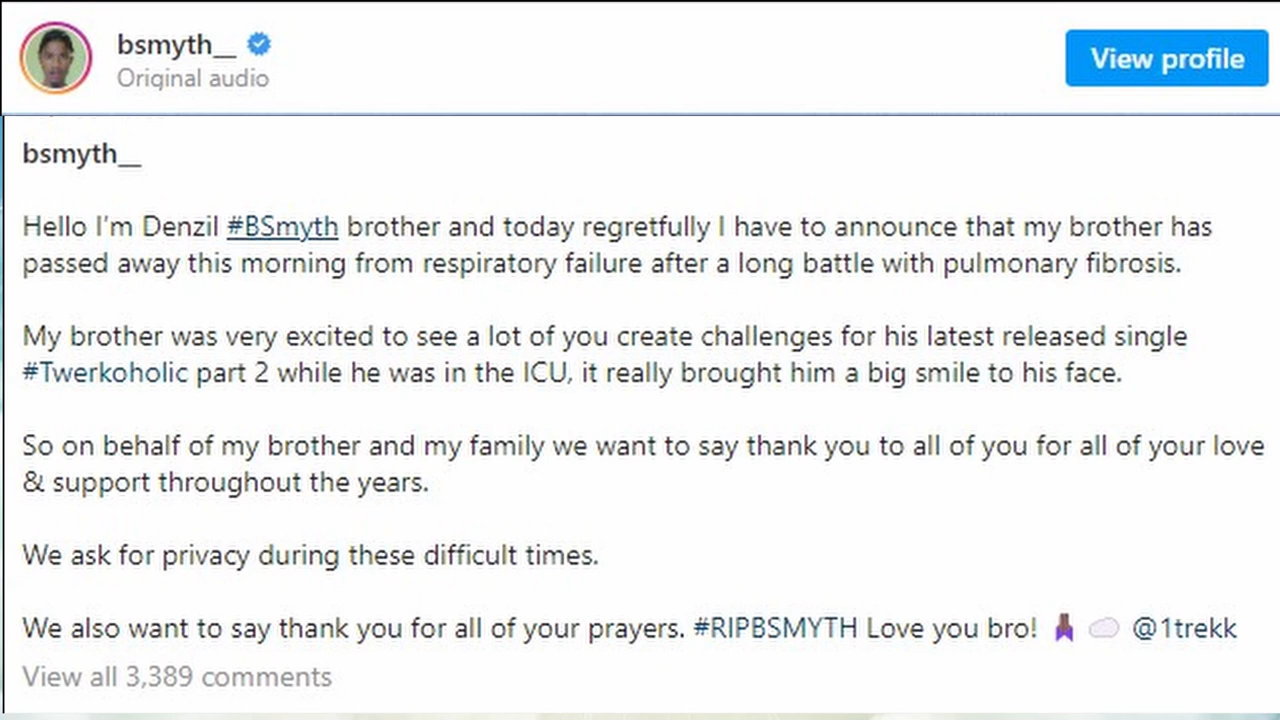 bsmyth__
Original audio
View profile
bsmyth__
Hello I'm Denzil #BSmyth brother and today regretfully I have to announce that my brother has
passed away this morning from respiratory failure after a long battle with pulmonary fibrosis.
My brother was very excited to see a lot of you create challenges for his latest released single
#Twerkoholic part 2 while he was in the ICU, it really brought him a big smile to his face.
So on behalf of my brother and my family we want to say thank you to all of you for all of your love
& support throughout the years.
We ask for privacy during these difficult times.
We also want to say thank you for all of your prayers. #RIPBSMYTH Love you bro! @1trekk
View all 3,389 comments